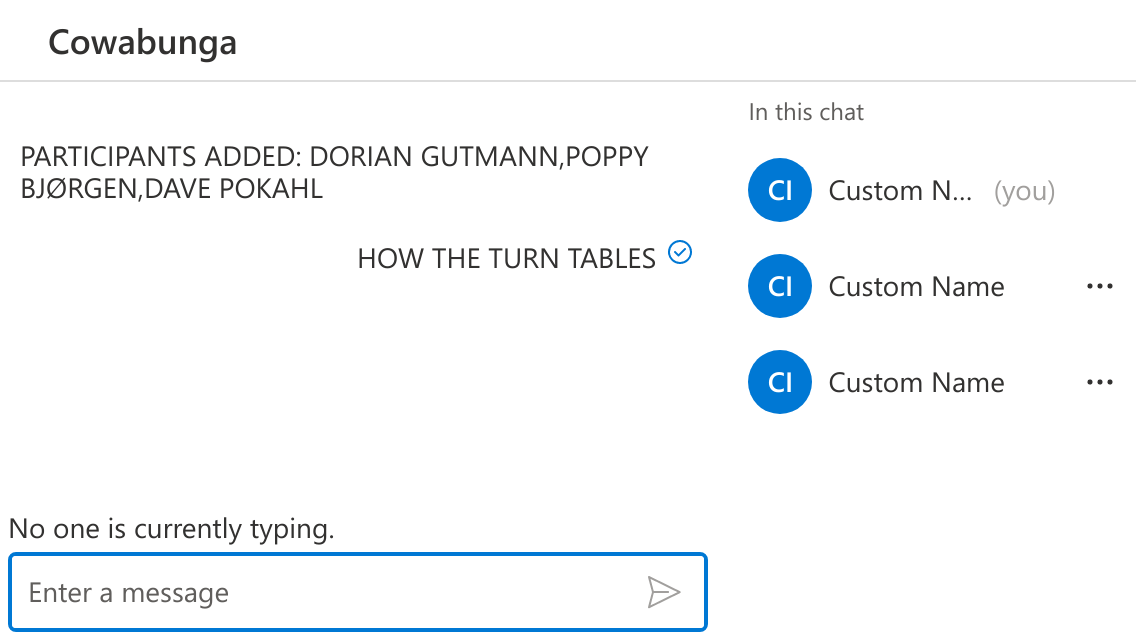 Cowabunga
PARTICIPANTS ADDED: DORIAN GUTMANN,POPPY
BJØRGEN,DAVE POKAHL
HOW THE TURN TABLES
No one is currently typing.
Enter a message
In this chat
CI Custom N... (you)
CI Custom Name
CI Custom Name